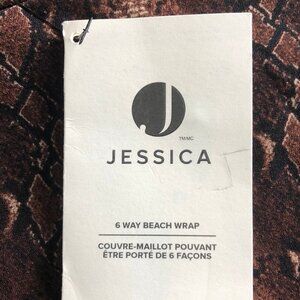 J
TM/MC
JESSICA
6 WAY BEACH WRAP
COUVRE-MAILLOT POUVANT
ÊTRE PORTÉ DE 6 FAÇONS